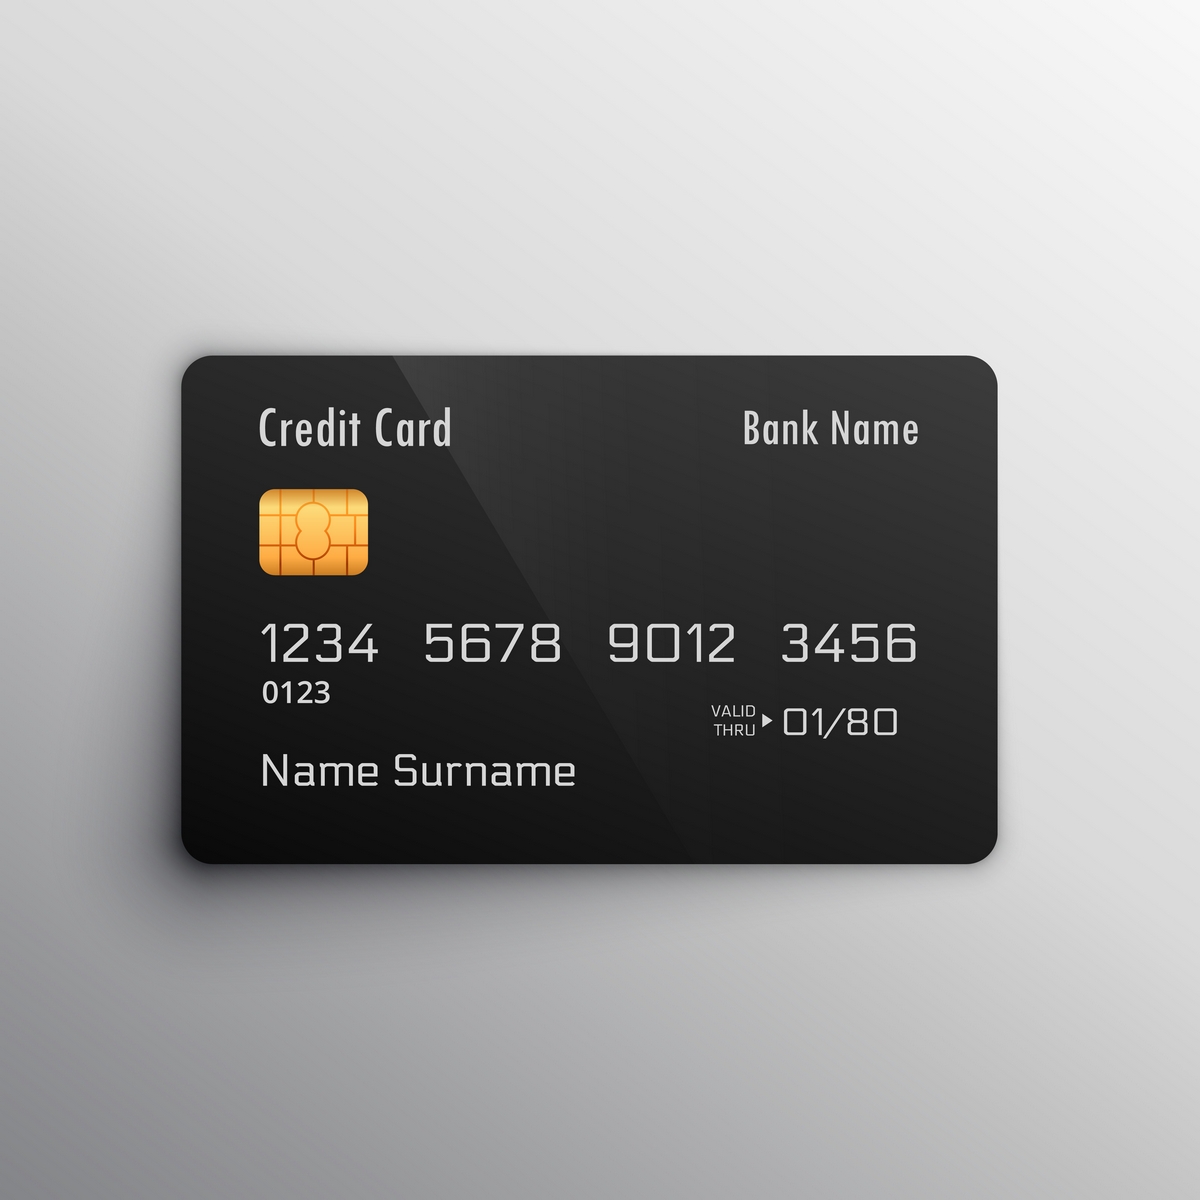 Credit Card
Bank Name
1234 5678 9012 3456
0123
VALID THRU 01/80
Name Surname